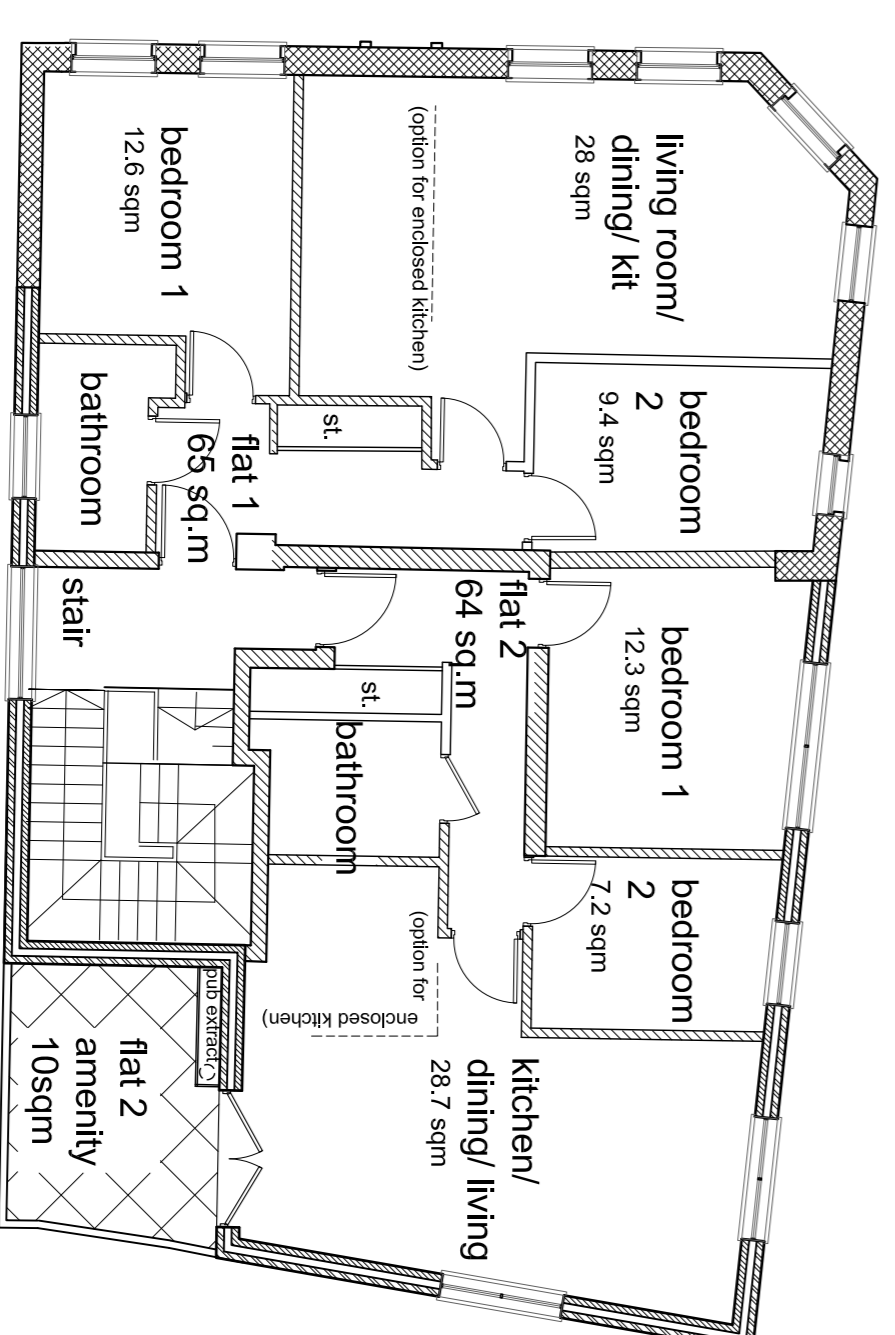 living room/
dining/ kit
28 sqm
(option for enclosed kitchen)
bedroom 1
12.6 sqm
bedroom
2
9.4 sqm
st.
flat 1
65 sq.m
bathroom
stair
flat 2
64 sq.m
bedroom 1
12.3 sqm
st.
bathroom
bedroom
2
7.2 sqm
(option for
enclosed kitchen)
kitchen/
dining/ living
28.7 sqm
pub extract
flat 2
amenity
10sqm